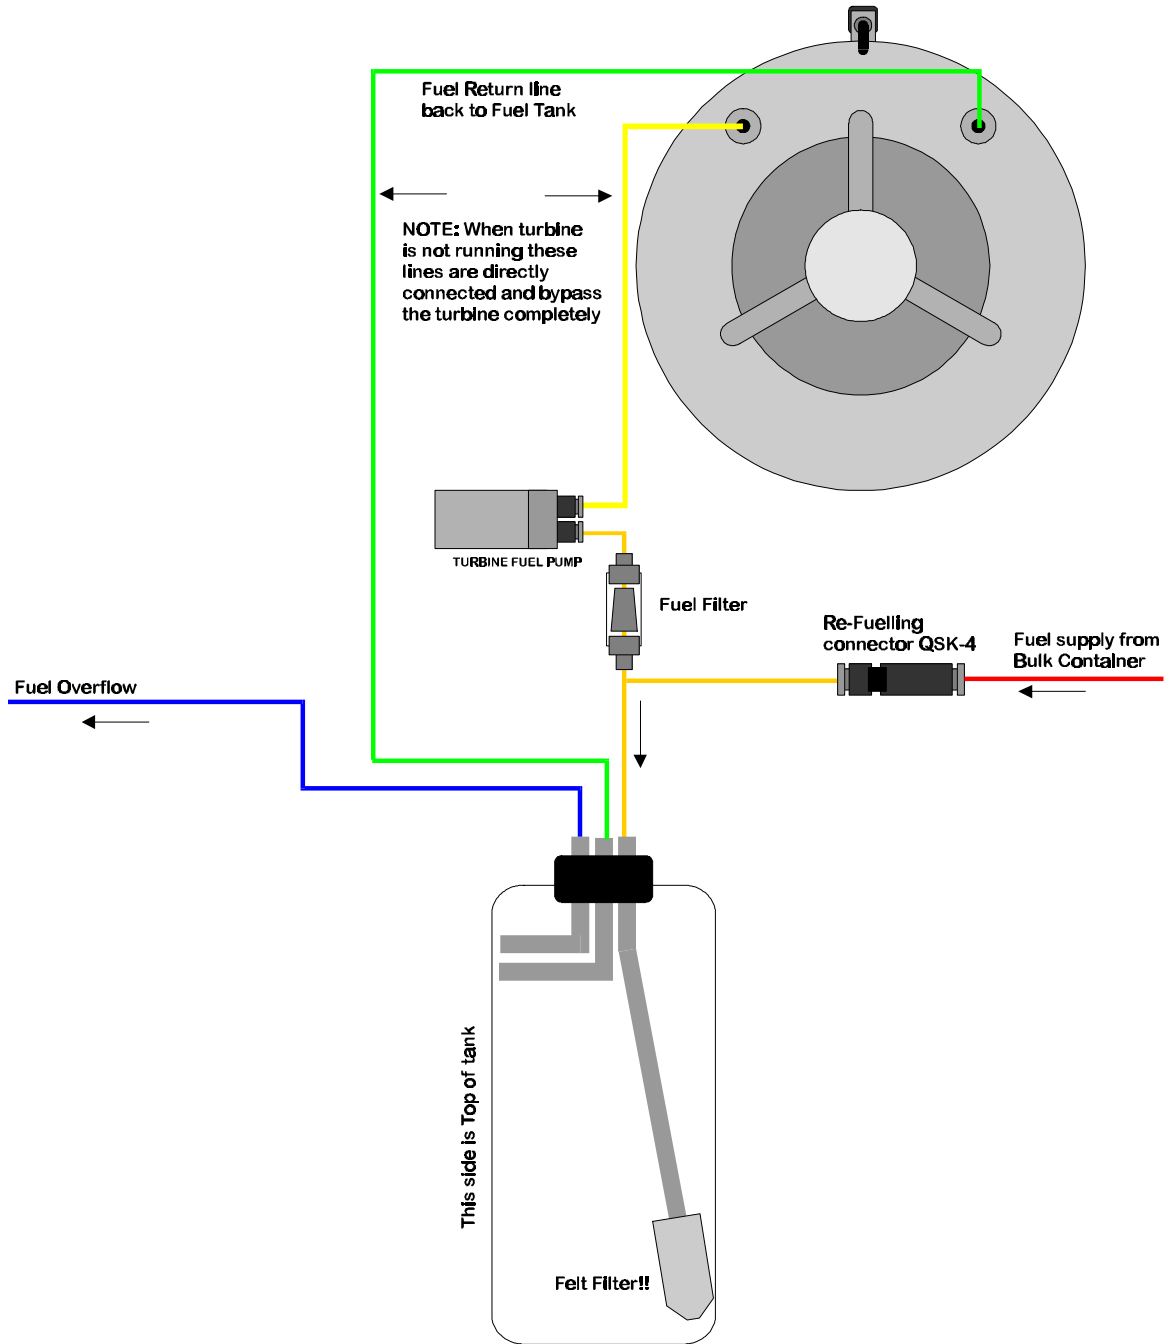 Fuel Return line
back to Fuel Tank
NOTE: When turbine
is not running these
lines are directly
connected and bypass
the turbine completely
TURBINE FUEL PUMP
Fuel Filter
Re-Fuelling
connector QSK-4
Fuel supply from
Bulk Container
Fuel Overflow
This side is Top of tank
Felt Filter!!